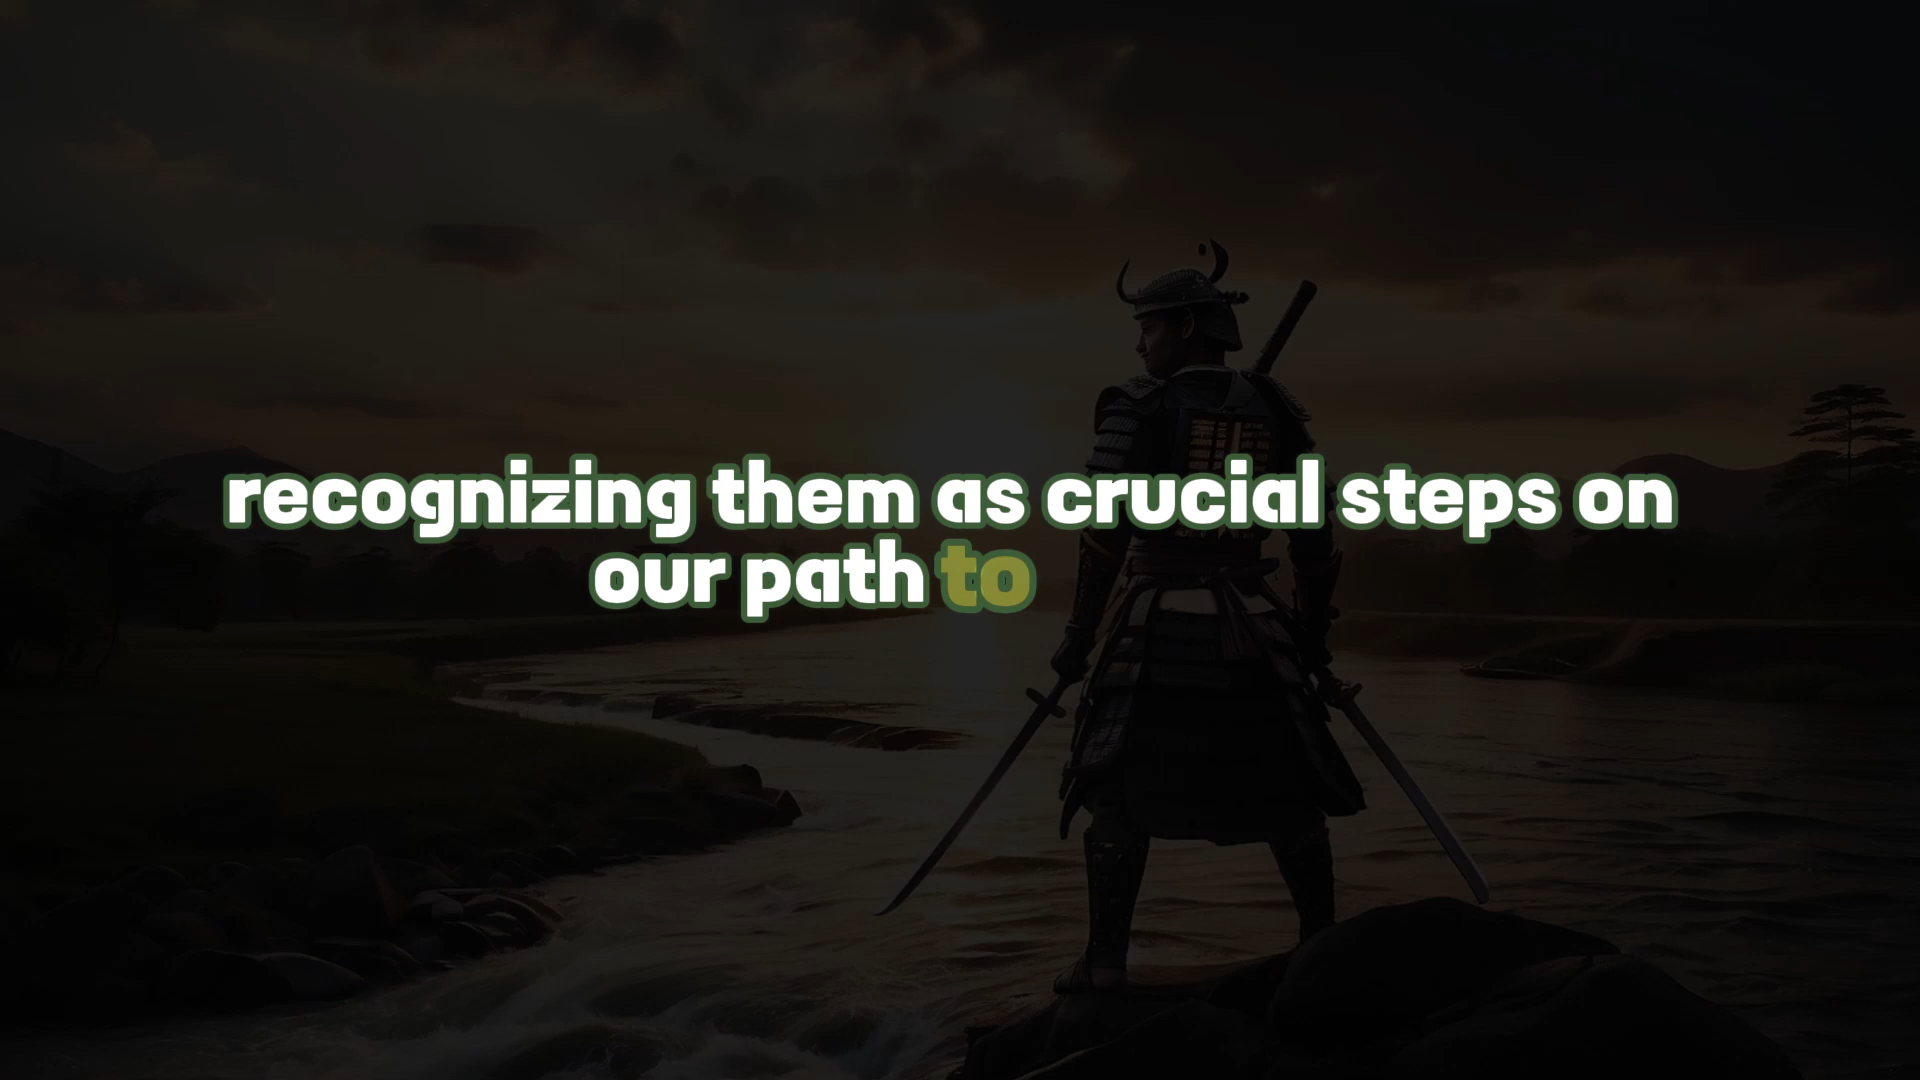 recognizing them as crucial steps on
our path to